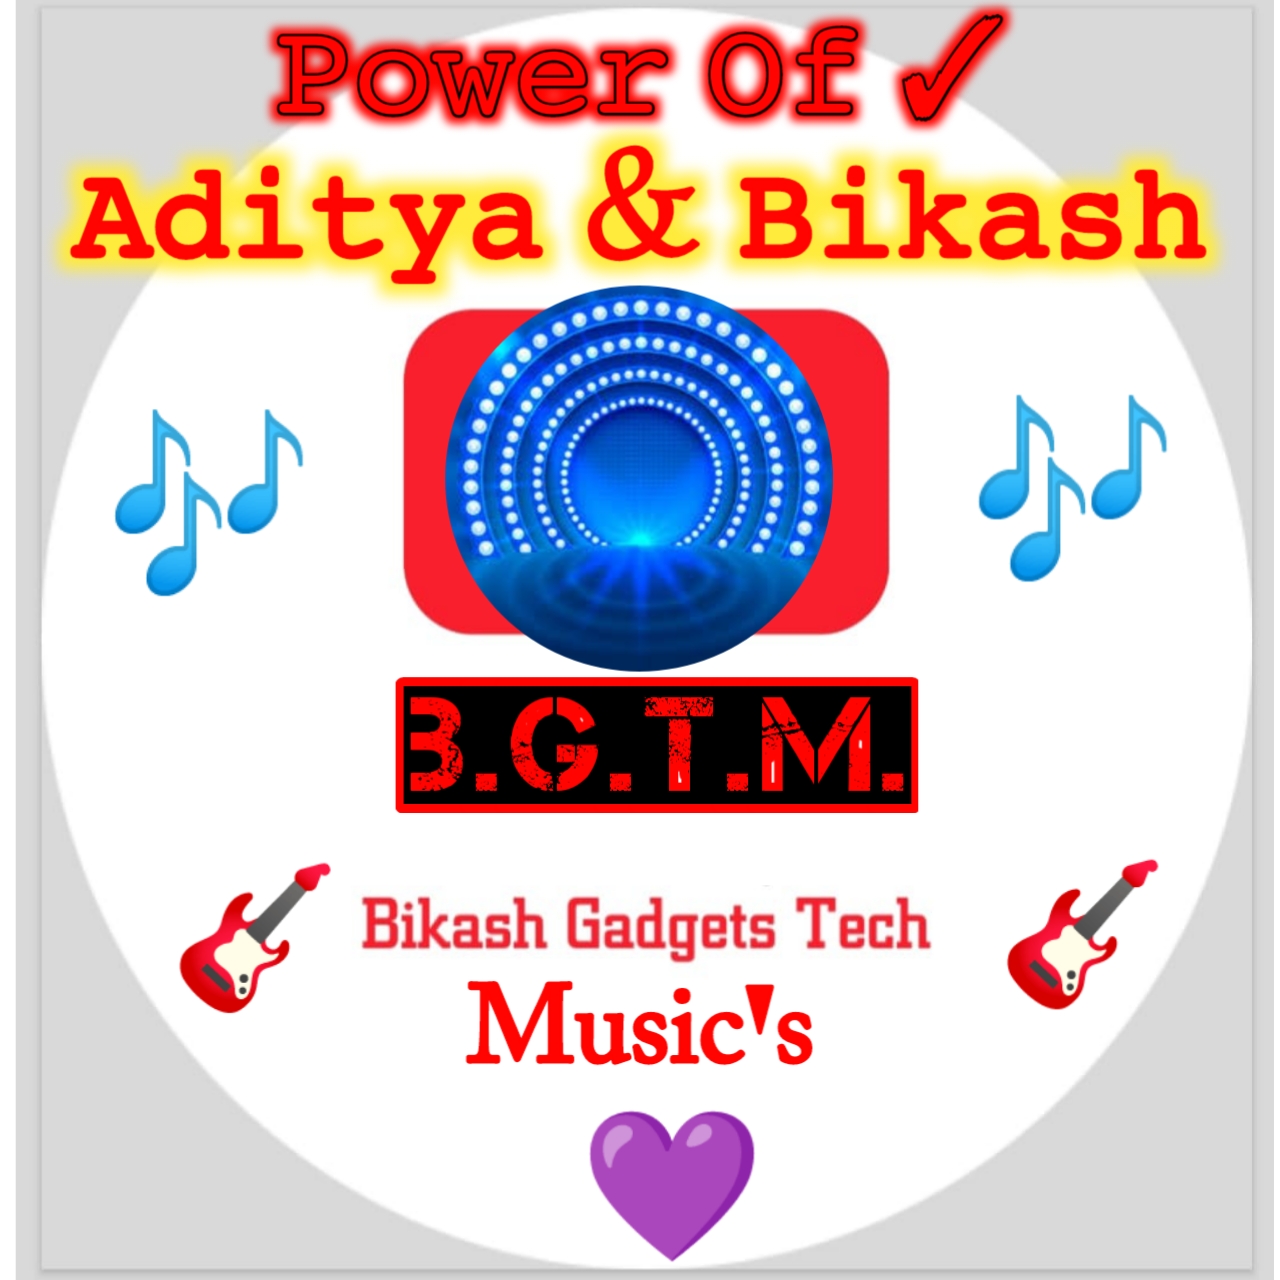 Power Of ✓
Aditya & Bikash
B.G.T.M.
Bikash Gadgets Tech
Music's